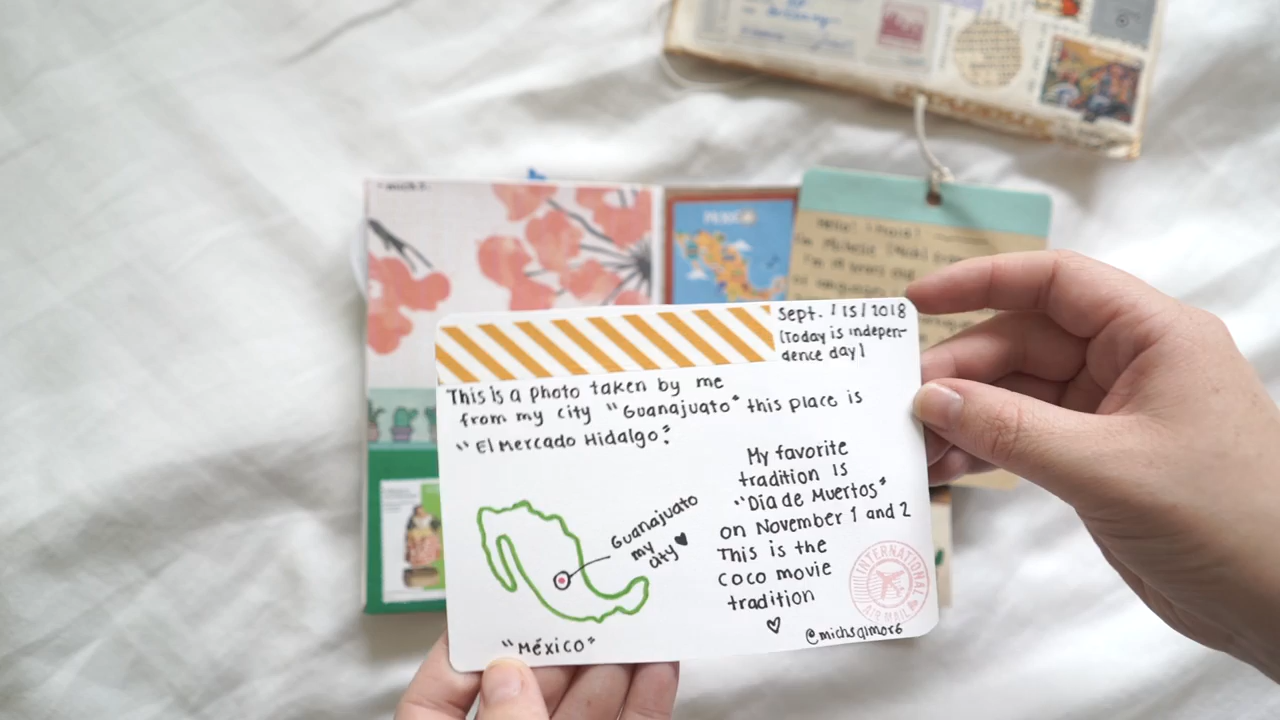 MEXICO
Hello!
Sept. / 15 / 2018
(Today is indepen-
dence day)
This is a photo taken by me
from my city "Guanajuato" this place is
"El Mercado Hidalgo".
My favorite
tradition is
"Día de Muertos"
on November 1 and 2
This is the
coco movie
tradition
Guanajuato
my
city
"México"
INTERNATIONAL
AIR MAIL
@michsalmor6